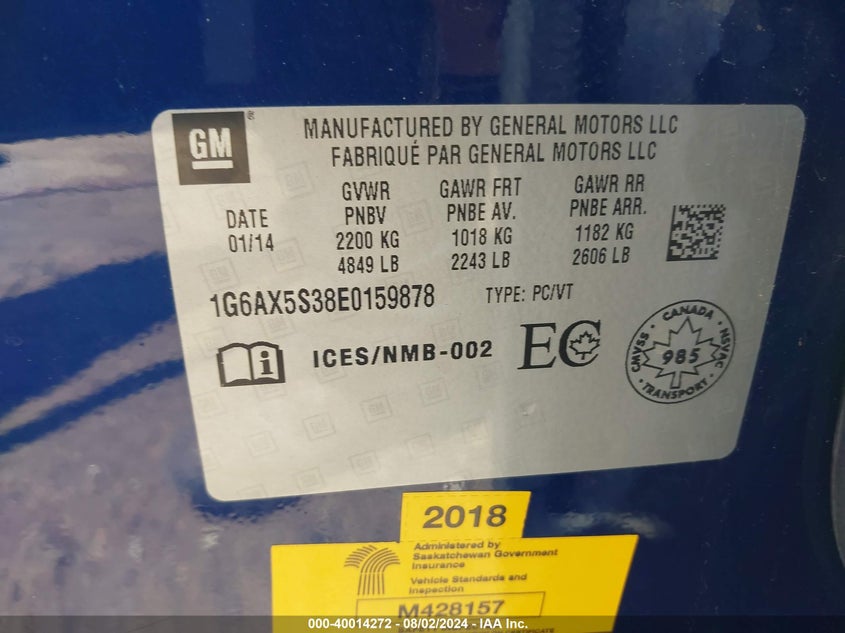 GM
®
MANUFACTURED BY GENERAL MOTORS LLC
FABRIQUÉ PAR GENERAL MOTORS LLC
DATE
01/14
GVWR
PNBV
2200 KG
4849 LB
GAWR FRT
PNBE AV.
1018 KG
2243 LB
GAWR RR
PNBE ARR.
1182 KG
2606 LB
1G6AX5S38E0159878
TYPE: PC/VT
i ICES/NMB-002
EC
CANADA
CMVSS
985
NSVAC
TRANSPORT
2018
Administered by
Saskatchewan Government
Insurance
Vehicle Standards and
Inspection
M428157
CERTIFICATE
000-40014272 - 08/02/2024 - IAA Inc.